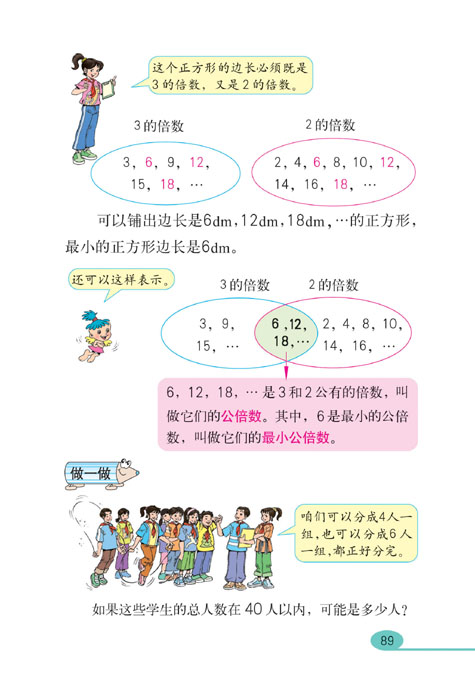 这个正方形的边长必须既是
3的倍数，又是2的倍数。
3的倍数 2的倍数
3，6，9，12， 2，4，6，8，10，12，
15，18，… 14，16，18，…
可以铺出边长是6dm，12dm，18dm，…的正方形，
最小的正方形边长是6dm。
还可以这样表示。
3的倍数 2的倍数
3，9， 6，12， 2，4，8，10，
15，… 18，… 14，16，…
6，12，18，…是3和2公有的倍数，叫
做它们的公倍数。其中，6是最小的公倍
数，叫做它们的最小公倍数。
做一做
咱们可以分成4人一
组，也可以分成6人
一组，都正好分完。
如果这些学生的总人数在40人以内，可能是多少人？
89